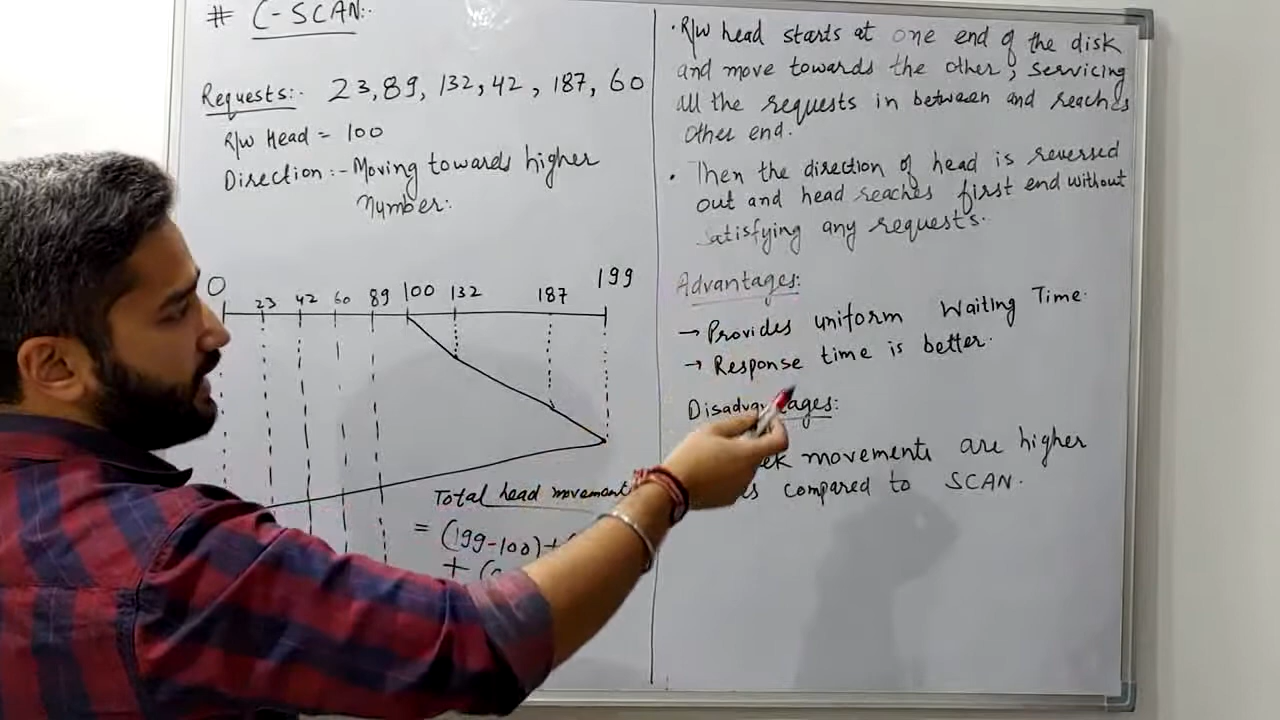 # C-SCAN:-
Requests:- 23, 89, 132, 42, 187, 60
R/W Head = 100
Direction :- Moving towards higher
Number:
0 23 42 60 89 100 132 187 199
Total head movement
= (199-100)+
+ (
• R/W head starts at one end of the disk
and move towards the other, servicing
all the requests in between and reaches
other end.
• Then the direction of head is reversed
out and head reaches first end without
satisfying any requests.
Advantages:
→ Provides uniform Waiting Time.
→ Response time is better.
Disadvantages:
movements are higher
compared to SCAN.